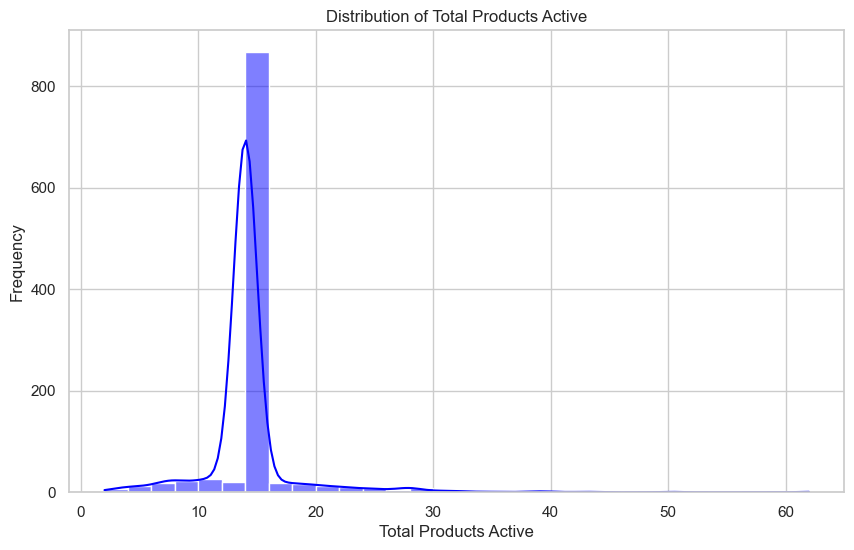 Distribution of Total Products Active
Frequency
800
600
400
200
0
0 10 20 30 40 50 60
Total Products Active